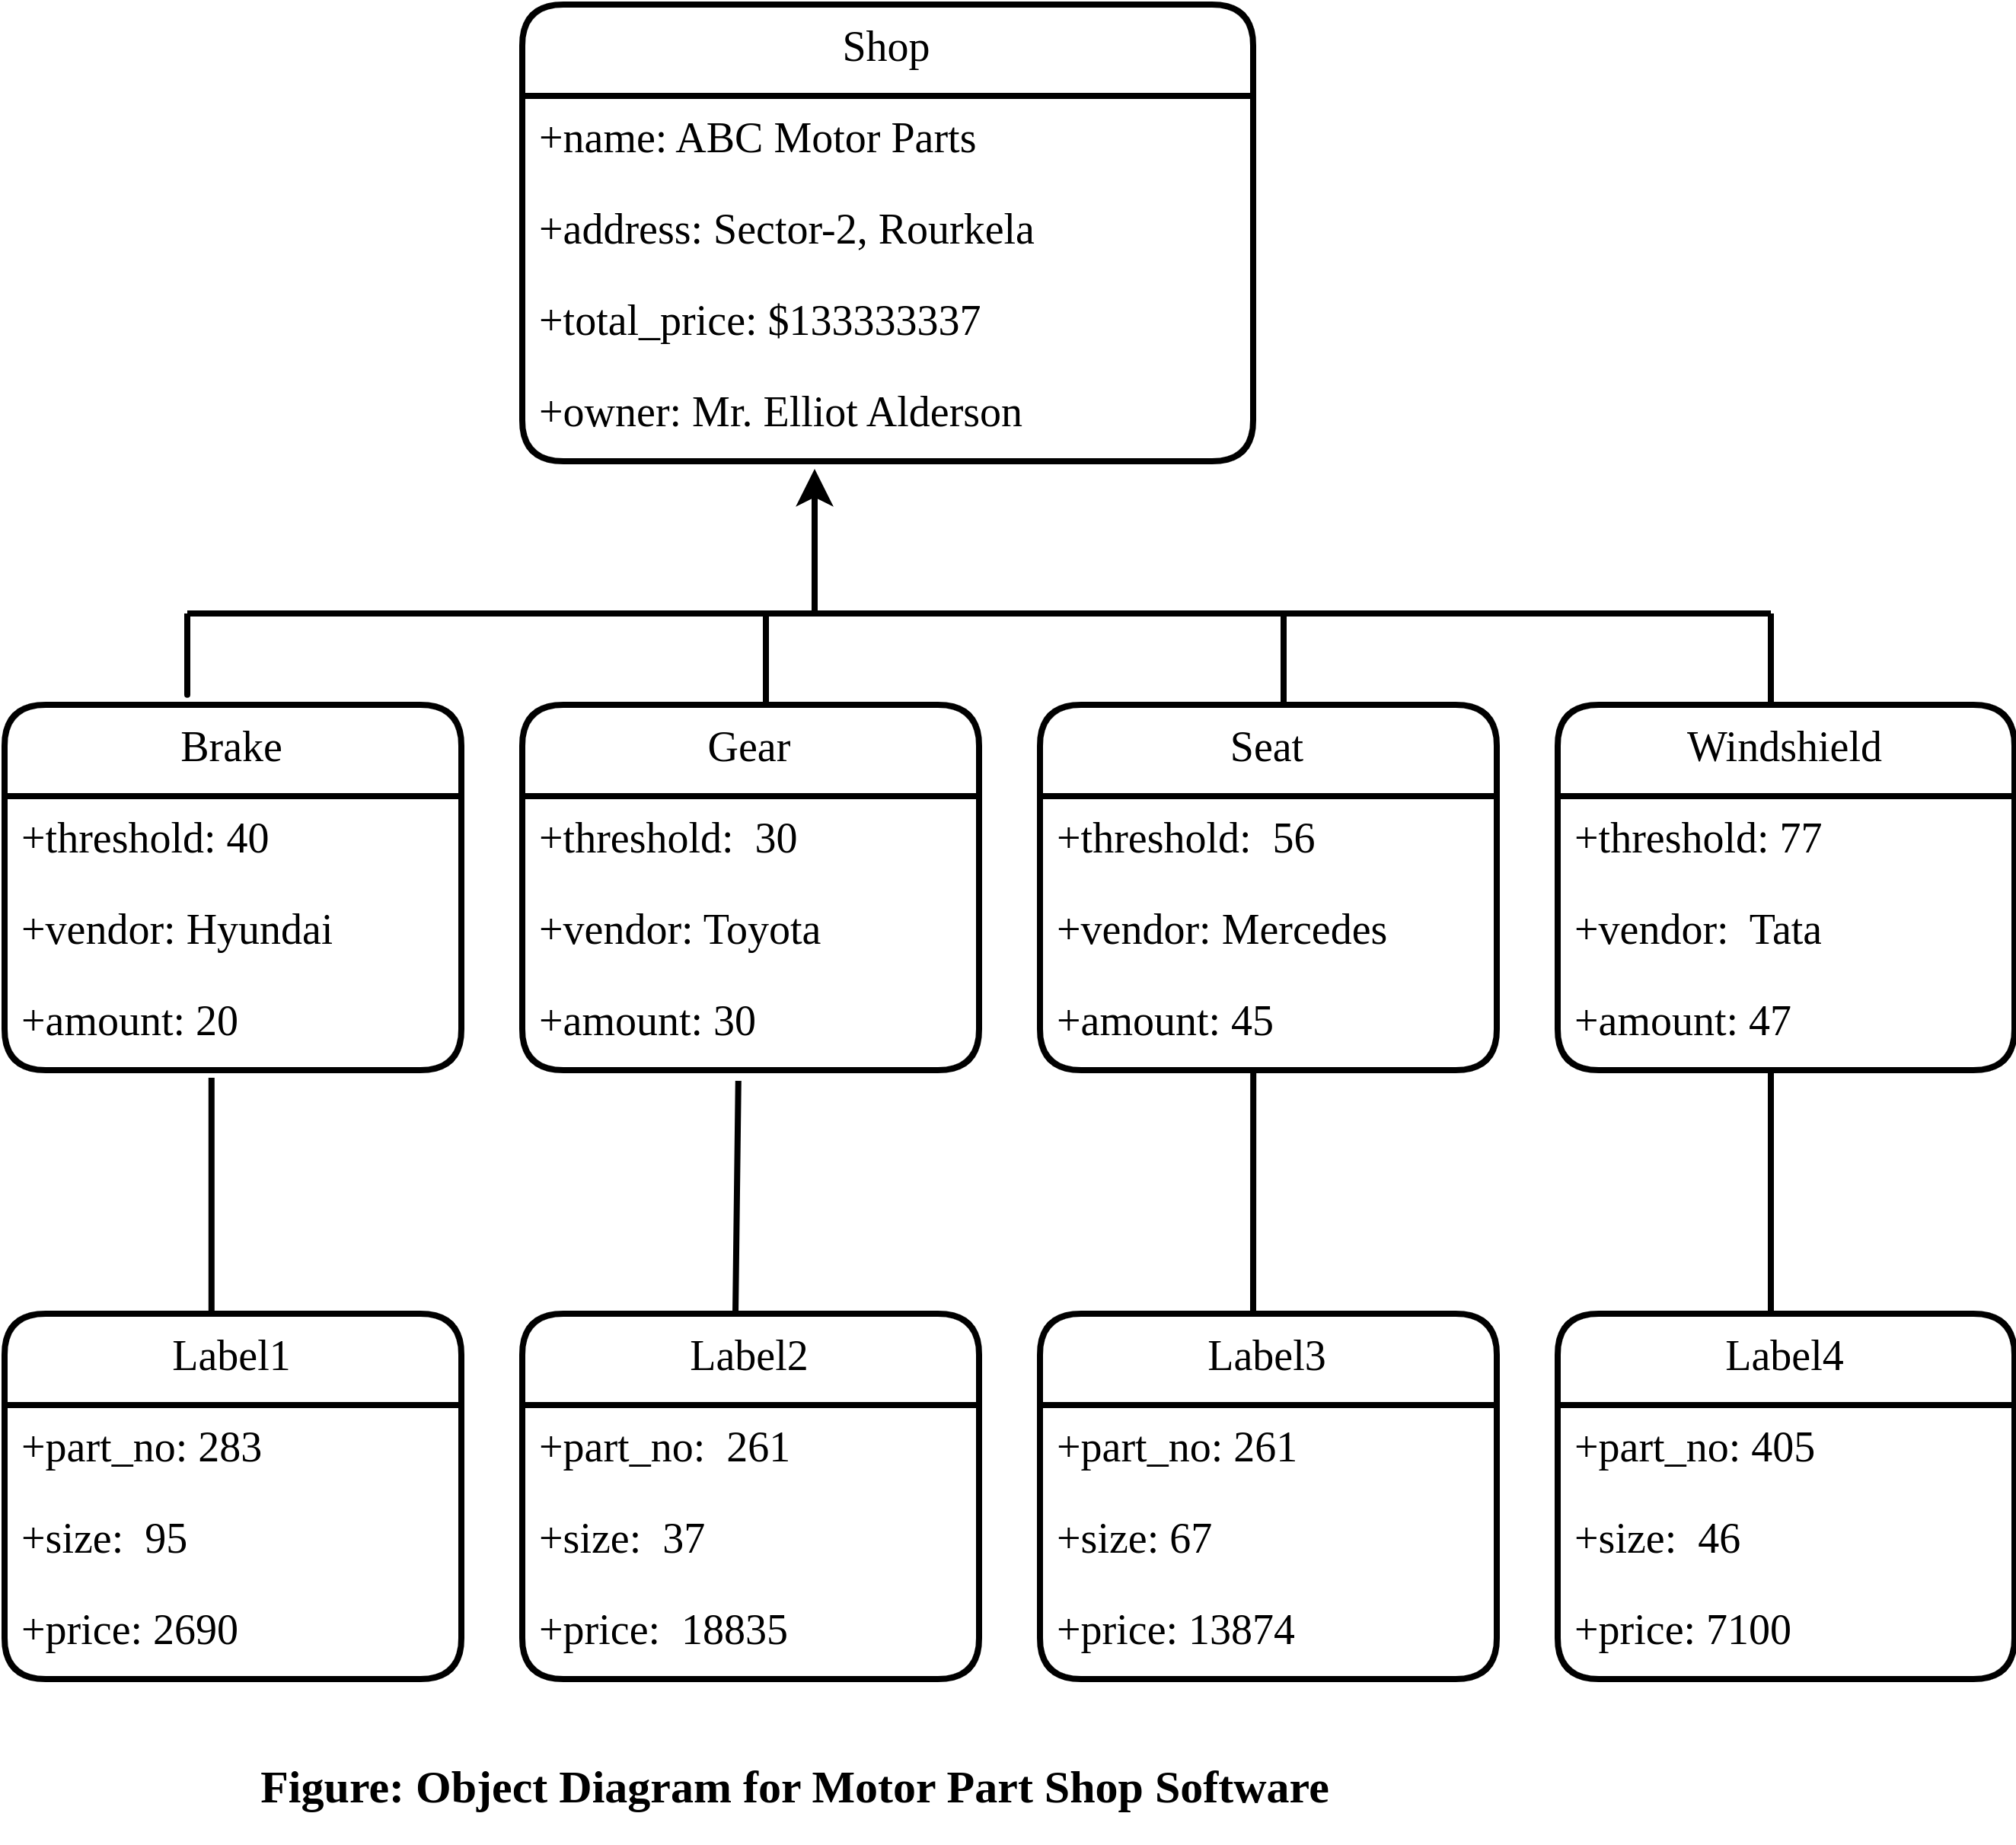 Shop
+name: ABC Motor Parts
+address: Sector-2, Rourkela
+total_price: $133333337
+owner: Mr. Elliot Alderson
Brake
+threshold: 40
+vendor: Hyundai
+amount: 20
Gear
+threshold:  30
+vendor: Toyota
+amount: 30
Seat
+threshold:  56
+vendor: Mercedes
+amount: 45
Windshield
+threshold: 77
+vendor:  Tata
+amount: 47
Label1
+part_no: 283
+size:  95
+price: 2690
Label2
+part_no:  261
+size:  37
+price:  18835
Label3
+part_no: 261
+size: 67
+price: 13874
Label4
+part_no: 405
+size:  46
+price: 7100
Figure: Object Diagram for Motor Part Shop Software